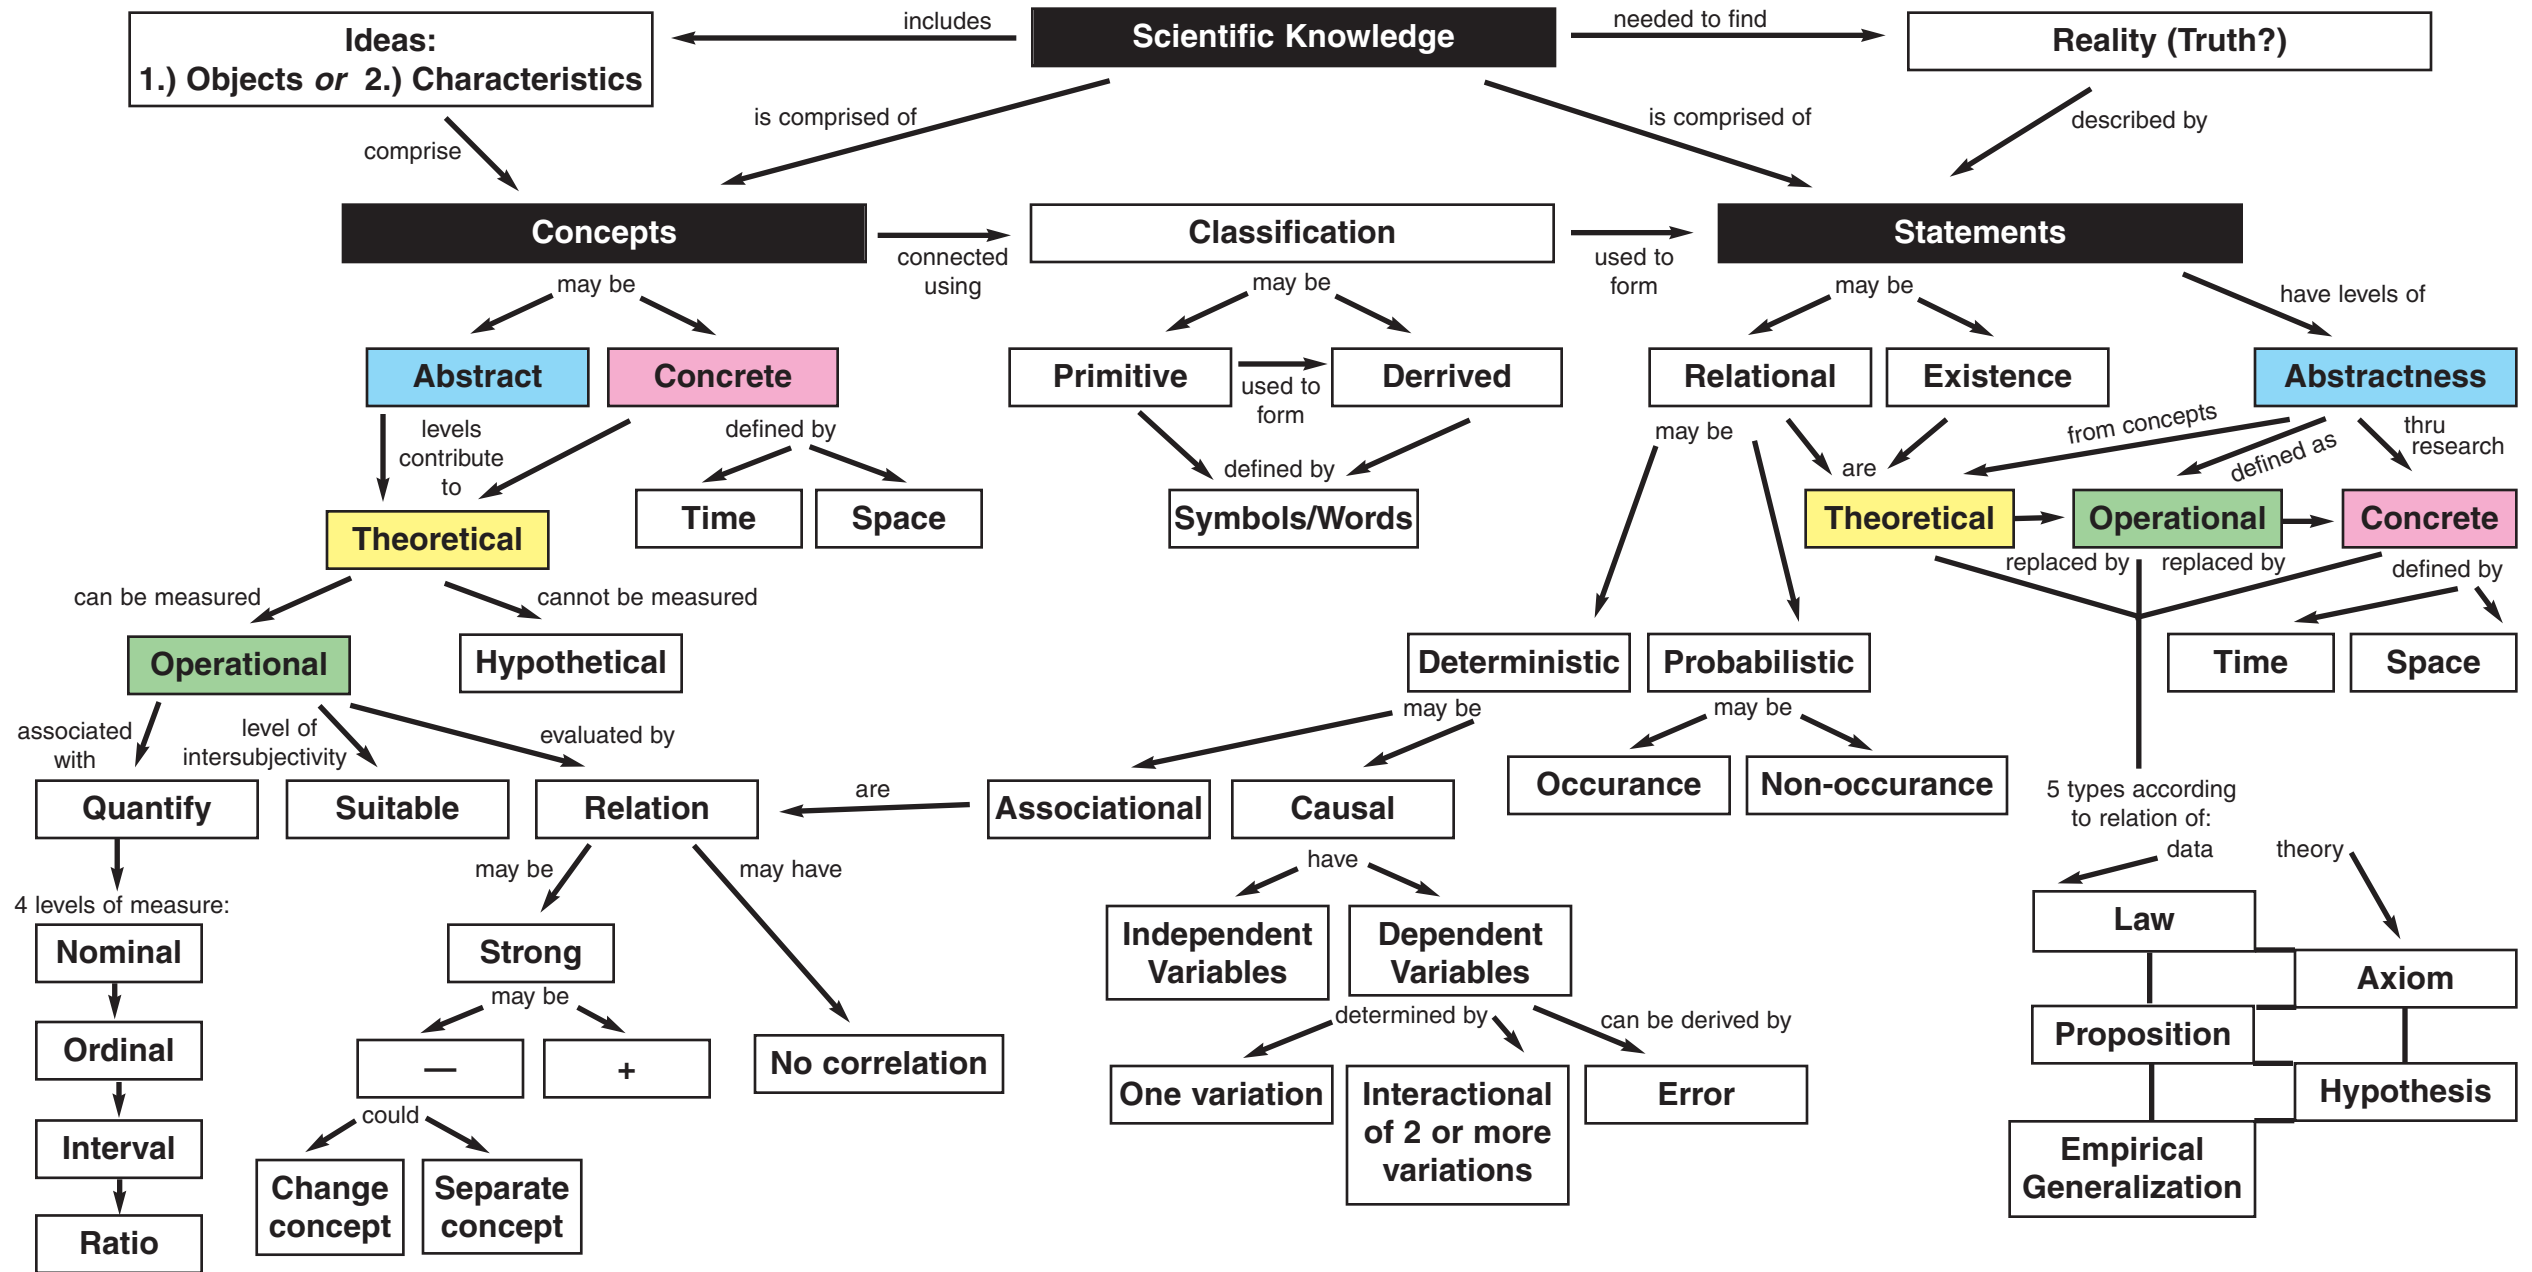 includes
Scientific Knowledge
needed to find
Ideas:
1.) Objects or 2.) Characteristics
Reality (Truth?)
comprise
is comprised of
is comprised of
described by
Concepts
connected
using
Classification
used to
form
Statements
may be
may be
may be
have levels of
Abstract
Concrete
Primitive
used to
form
Derrived
Relational
Existence
Abstractness
levels
contribute
to
defined by
defined by
may be
are
from concepts
defined as
thru
research
Time
Space
Symbols/Words
Theoretical
Theoretical
Operational
Concrete
replaced by
replaced by
defined by
can be measured
cannot be measured
Operational
Hypothetical
Deterministic
Probabilistic
Time
Space
associated
with
level of
intersubjectivity
evaluated by
may be
may be
Quantify
Suitable
Relation
are
Associational
Causal
Occurance
Non-occurance
5 types according
to relation of:
data
theory
may be
may have
have
4 levels of measure:
Nominal
Ordinal
Interval
Ratio
Strong
may be
—
+
No correlation
could
Change
concept
Separate
concept
Independent
Variables
Dependent
Variables
determined by
can be derived by
One variation
Interactional
of 2 or more
variations
Error
Law
Axiom
Proposition
Hypothesis
Empirical
Generalization